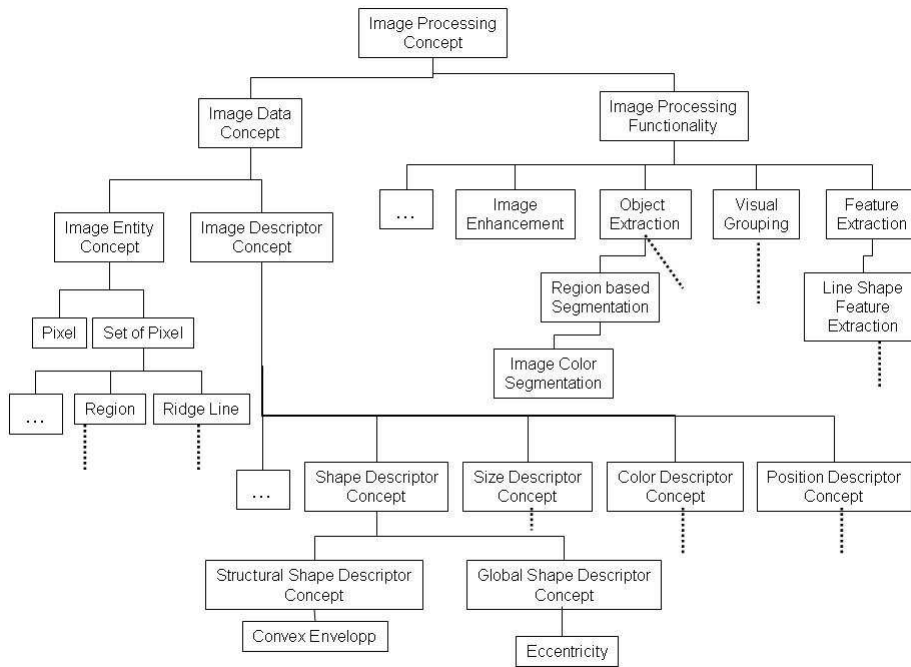 Image Processing
Concept
Image Data
Concept
Image Processing
Functionality
...
Image
Enhancement
Object
Extraction
Visual
Grouping
Feature
Extraction
Image Entity
Concept
Image Descriptor
Concept
Region based
Segmentation
Line Shape
Feature
Extraction
Pixel
Set of Pixel
Image Color
Segmentation
...
Region
Ridge Line
...
Shape Descriptor
Concept
Size Descriptor
Concept
Color Descriptor
Concept
Position Descriptor
Concept
Structural Shape Descriptor
Concept
Global Shape Descriptor
Concept
Convex Envelopp
Eccentricity